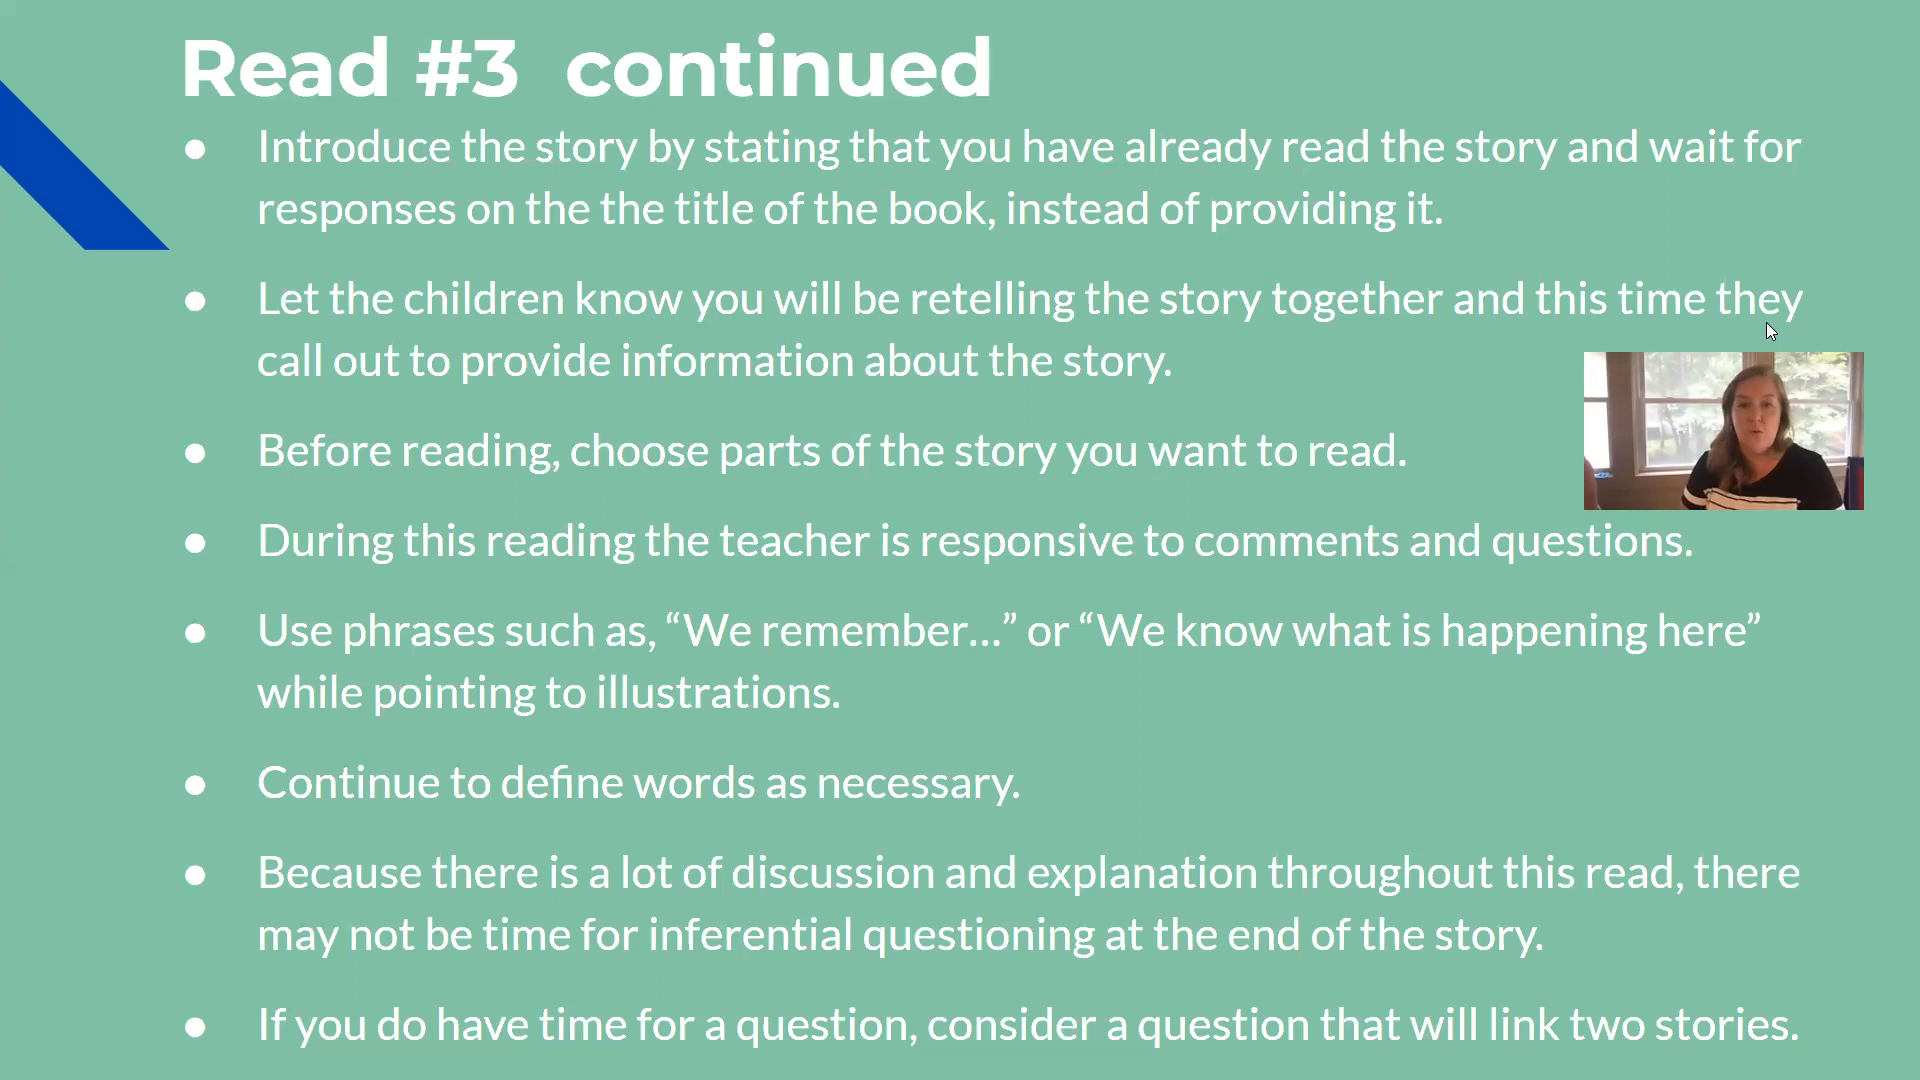 Read #3 continued
● Introduce the story by stating that you have already read the story and wait for
responses on the the title of the book, instead of providing it.
● Let the children know you will be retelling the story together and this time they
call out to provide information about the story.
● Before reading, choose parts of the story you want to read.
● During this reading the teacher is responsive to comments and questions.
● Use phrases such as, “We remember...” or “We know what is happening here”
while pointing to illustrations.
● Continue to define words as necessary.
● Because there is a lot of discussion and explanation throughout this read, there
may not be time for inferential questioning at the end of the story.
● If you do have time for a question, consider a question that will link two stories.